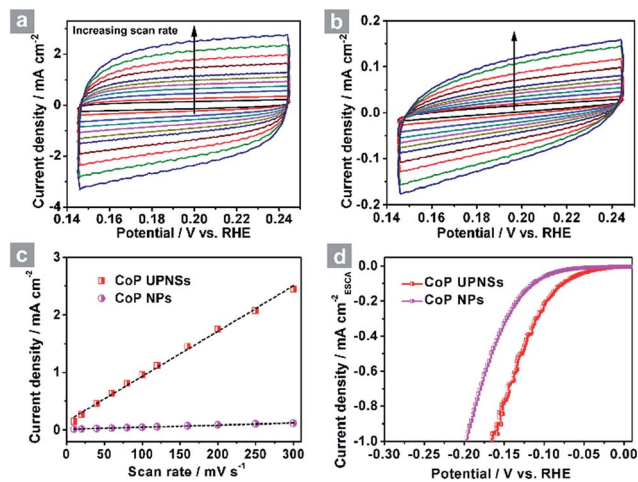 a
Increasing scan rate
Current density / mA cm⁻²
2
0
-2
-4
0.14 0.16 0.18 0.20 0.22 0.24
Potential / V vs. RHE
b
Current density / mA cm⁻²
0.2
0.1
0.0
-0.1
-0.2
0.14 0.16 0.18 0.20 0.22 0.24
Potential / V vs. RHE
c
CoP UPNSs
CoP NPs
Current density / mA cm⁻²
3
2
1
0
0 50 100 150 200 250 300
Scan rate / mV s⁻¹
d
CoP UPNSs
CoP NPs
Current density / mA cm⁻²ESCA
0.0
-0.2
-0.4
-0.6
-0.8
-1.0
-0.30 -0.25 -0.20 -0.15 -0.10 -0.05 0.00
Potential / V vs. RHE